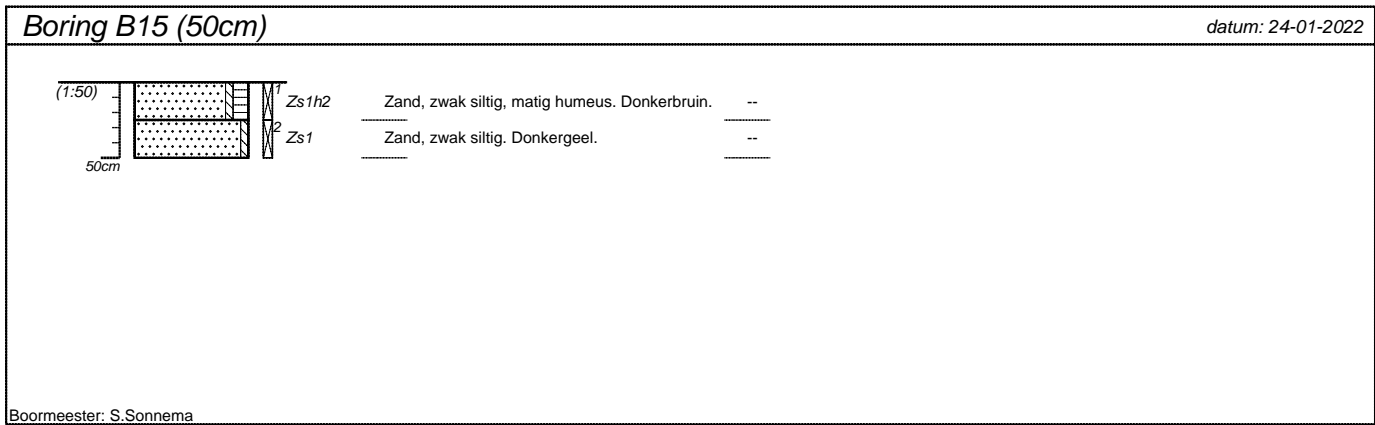 Boring B15 (50cm) datum: 24-01-2022
(1:50) 1 Zs1h2 Zand, zwak siltig, matig humeus. Donkerbruin. --
2 Zs1 Zand, zwak siltig. Donkergeel. --
50cm
Boormeester: S.Sonnema